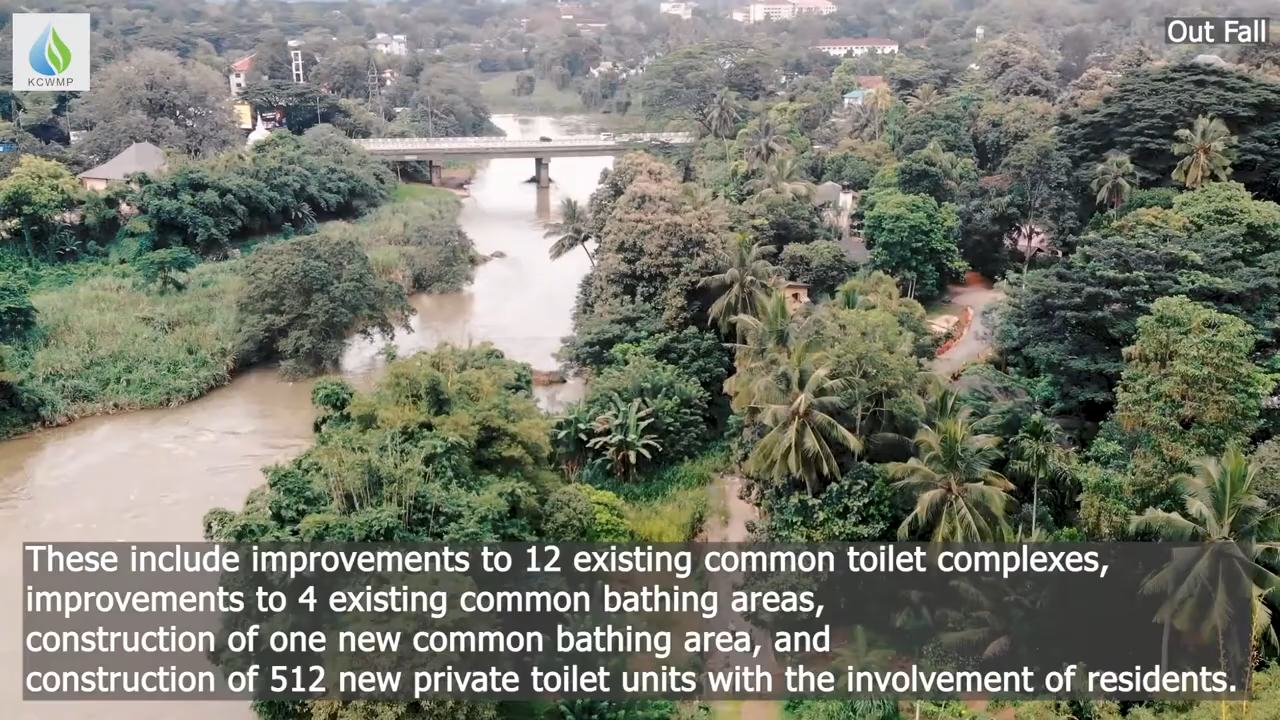 KCWMP
Out Fall
These include improvements to 12 existing common toilet complexes,
improvements to 4 existing common bathing areas,
construction of one new common bathing area, and
construction of 512 new private toilet units with the involvement of residents.